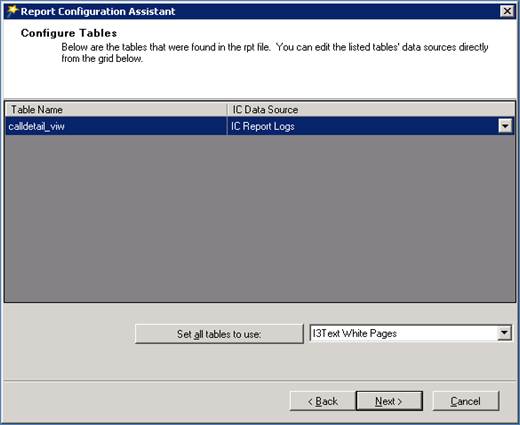 Report Configuration Assistant
Configure Tables
Below are the tables that were found in the rpt file. You can edit the listed tables' data sources directly
from the grid below.
Table Name IC Data Source
calldetail_viw IC Report Logs
Set all tables to use: I3Text White Pages
< Back Next > Cancel